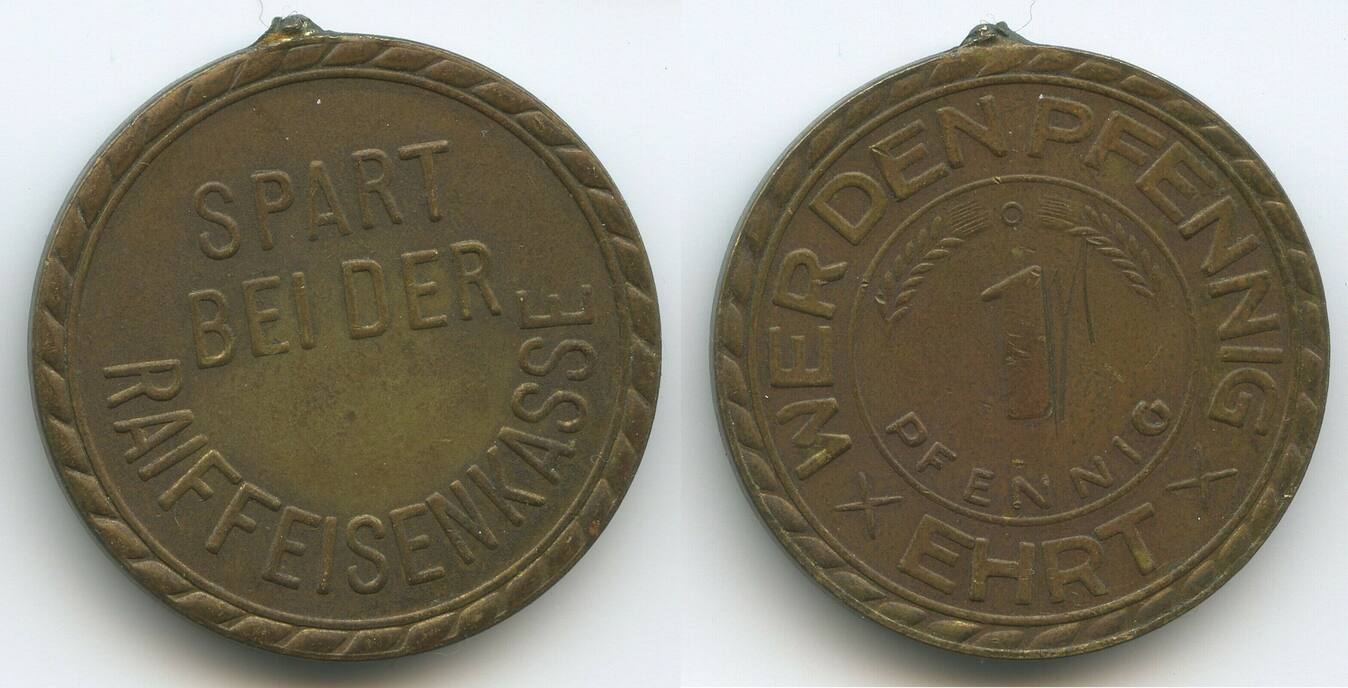 SPART
BEI DER
RAIFFEISENKASSE
WER DEN PFENNIG
EHRT
1
PFENNIG